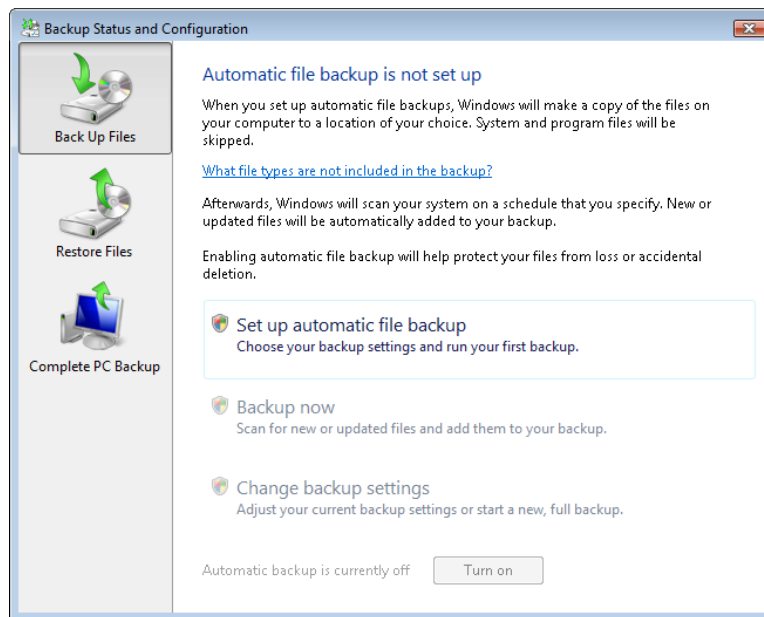 Backup Status and Configuration
Back Up Files
Restore Files
Complete PC Backup
Automatic file backup is not set up
When you set up automatic file backups, Windows will make a copy of the files on
your computer to a location of your choice. System and program files will be
skipped.
What file types are not included in the backup?
Afterwards, Windows will scan your system on a schedule that you specify. New or
updated files will be automatically added to your backup.
Enabling automatic file backup will help protect your files from loss or accidental
deletion.
Set up automatic file backup
Choose your backup settings and run your first backup.
Backup now
Scan for new or updated files and add them to your backup.
Change backup settings
Adjust your current backup settings or start a new, full backup.
Automatic backup is currently off
Turn on